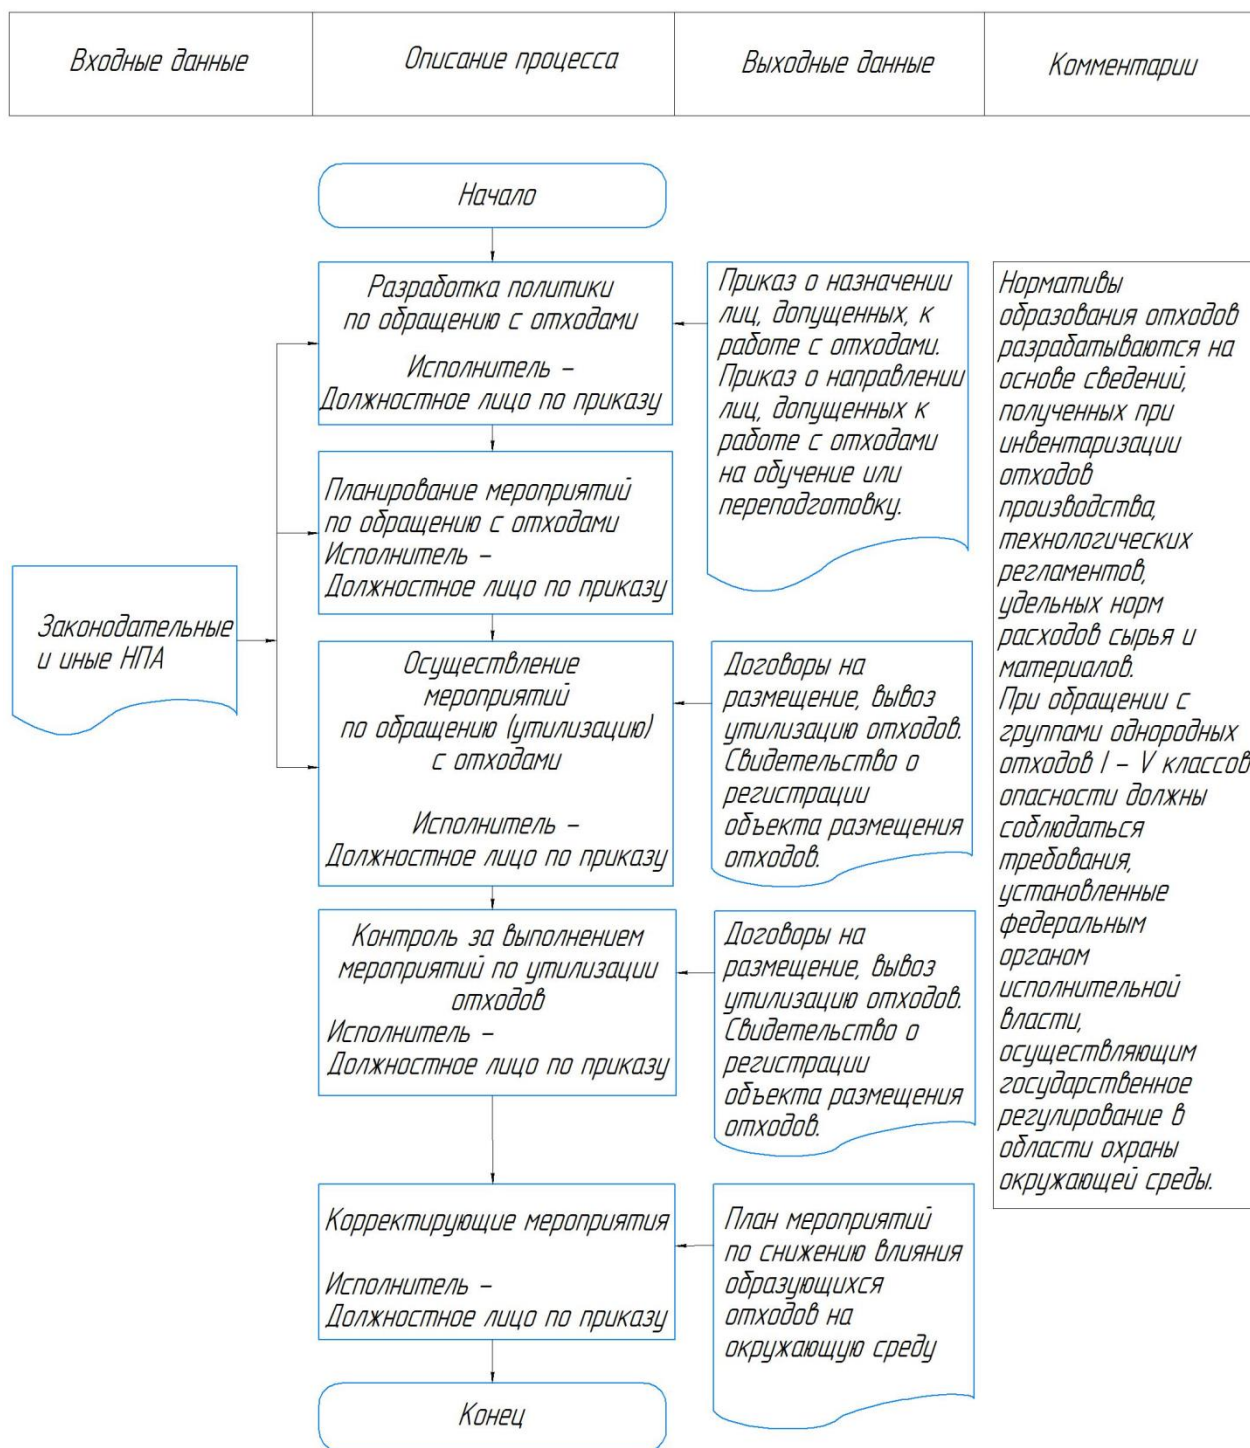 Входные данные
Описание процесса
Выходные данные
Комментарии
Начало
Разработка политики
по обращению с отходами
Исполнитель –
Должностное лицо по приказу
Приказ о назначении
лиц, допущенных, к
работе с отходами.
Приказ о направлении
лиц, допущенных к
работе с отходами
на обучение или
переподготовку.
Планирование мероприятий
по обращению с отходами
Исполнитель –
Должностное лицо по приказу
Законодательные
и иные НПА
Осуществление
мероприятий
по обращению (утилизацию)
с отходами
Исполнитель –
Должностное лицо по приказу
Договоры на
размещение, вывоз
утилизацию отходов.
Свидетельство о
регистрации
объекта размещения
отходов.
Контроль за выполнением
мероприятий по утилизации
отходов
Исполнитель –
Должностное лицо по приказу
Договоры на
размещение, вывоз
утилизацию отходов.
Свидетельство о
регистрации
объекта размещения
отходов.
Корректирующие мероприятия
Исполнитель –
Должностное лицо по приказу
План мероприятий
по снижению влияния
образующихся
отходов на
окружающую среду
Конец
Нормативы
образования отходов
разрабатываются на
основе сведений,
полученных при
инвентаризации
отходов
производства,
технологических
регламентов,
удельных норм
расходов сырья и
материалов.
При обращении с
группами однородных
отходов I – V классов
опасности должны
соблюдаться
требования,
установленные
федеральным
органом
исполнительной
власти,
осуществляющим
государственное
регулирование в
области охраны
окружающей среды.